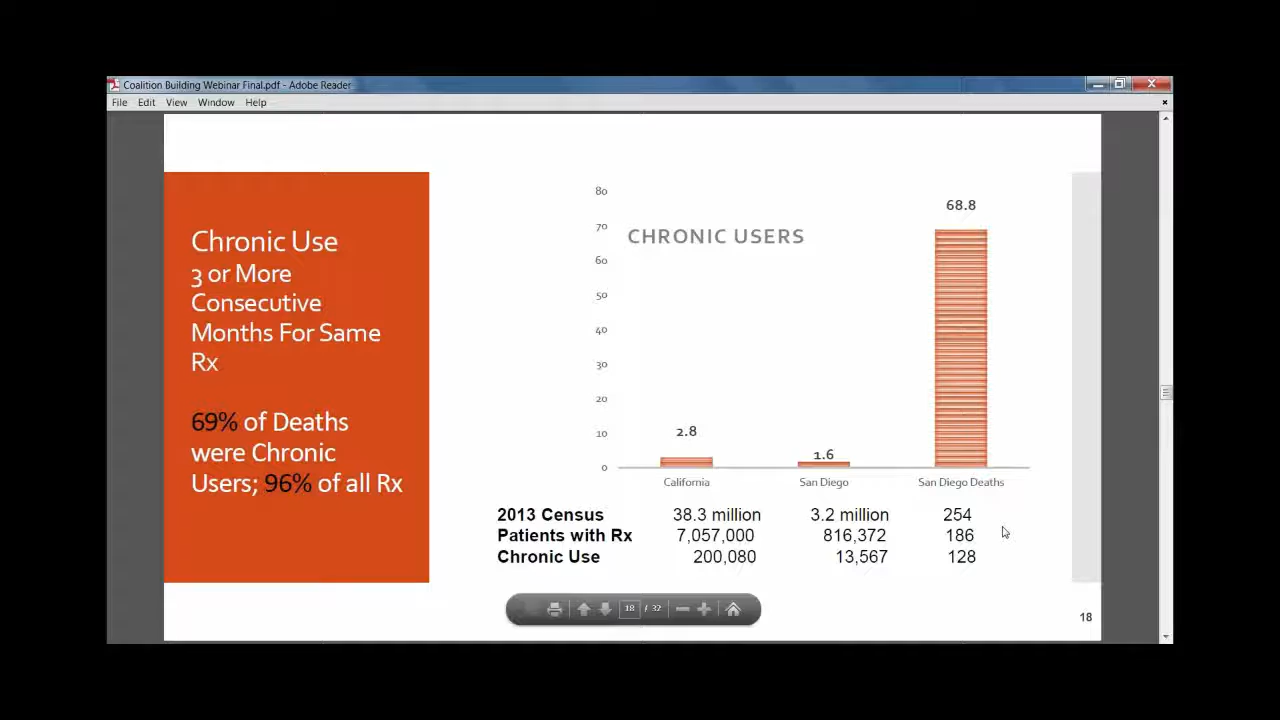 Coalition Building Webinar Final.pdf - Adobe Reader
File Edit View Window Help
Chronic Use
3 or More
Consecutive
Months For Same
Rx
69% of Deaths
were Chronic
Users; 96% of all Rx
CHRONIC USERS
80
70
60
50
40
30
20
10
0
2.8
1.6
68.8
California San Diego San Diego Deaths
2013 Census 38.3 million 3.2 million 254
Patients with Rx 7,057,000 816,372 186
Chronic Use 200,080 13,567 128
18 / 32
18